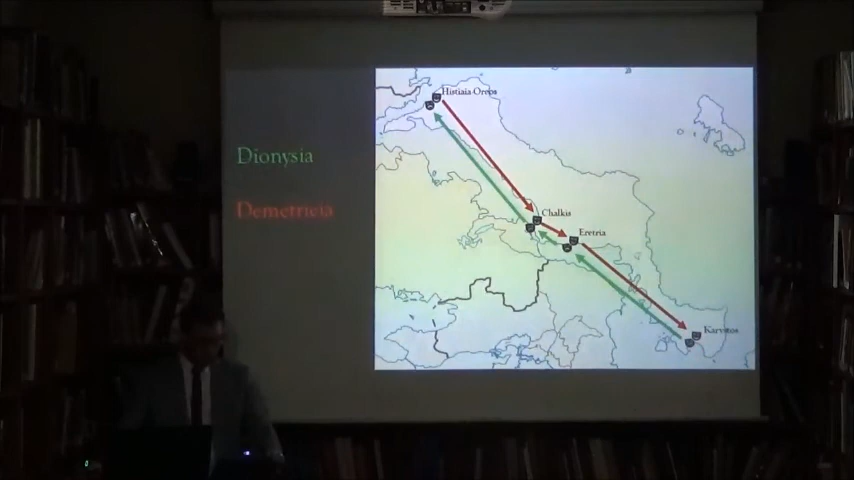 Histiaia Oreos
Dionysia
Demetrieia
Chalkis
Eretria
Karystos